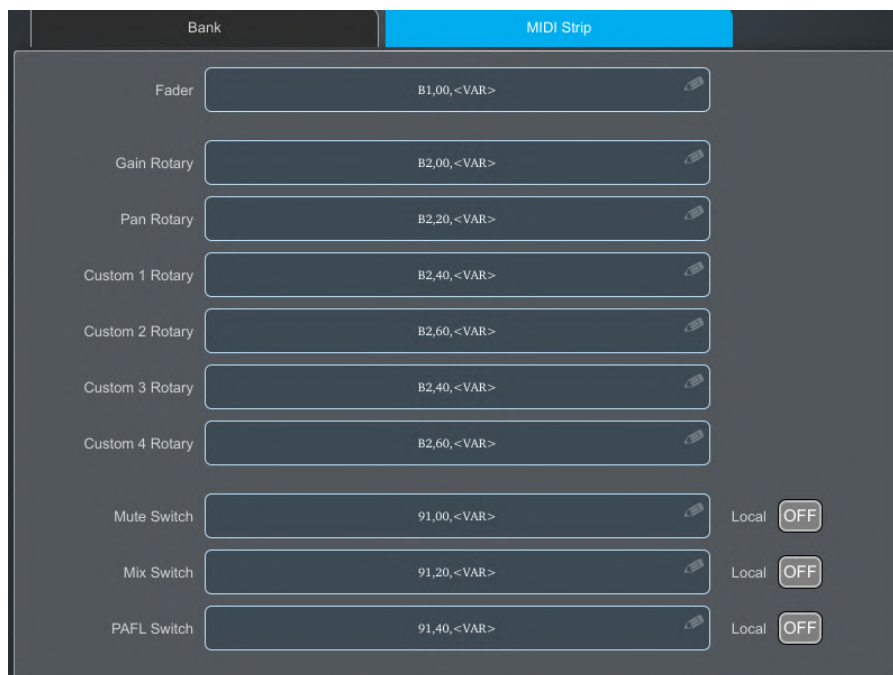 Bank MIDI Strip
Fader B1,00,<VAR>
Gain Rotary B2,00,<VAR>
Pan Rotary B2,20,<VAR>
Custom 1 Rotary B2,40,<VAR>
Custom 2 Rotary B2,60,<VAR>
Custom 3 Rotary B2,40,<VAR>
Custom 4 Rotary B2,60,<VAR>
Mute Switch 91,00,<VAR> Local OFF
Mix Switch 91,20,<VAR> Local OFF
PAFL Switch 91,40,<VAR> Local OFF